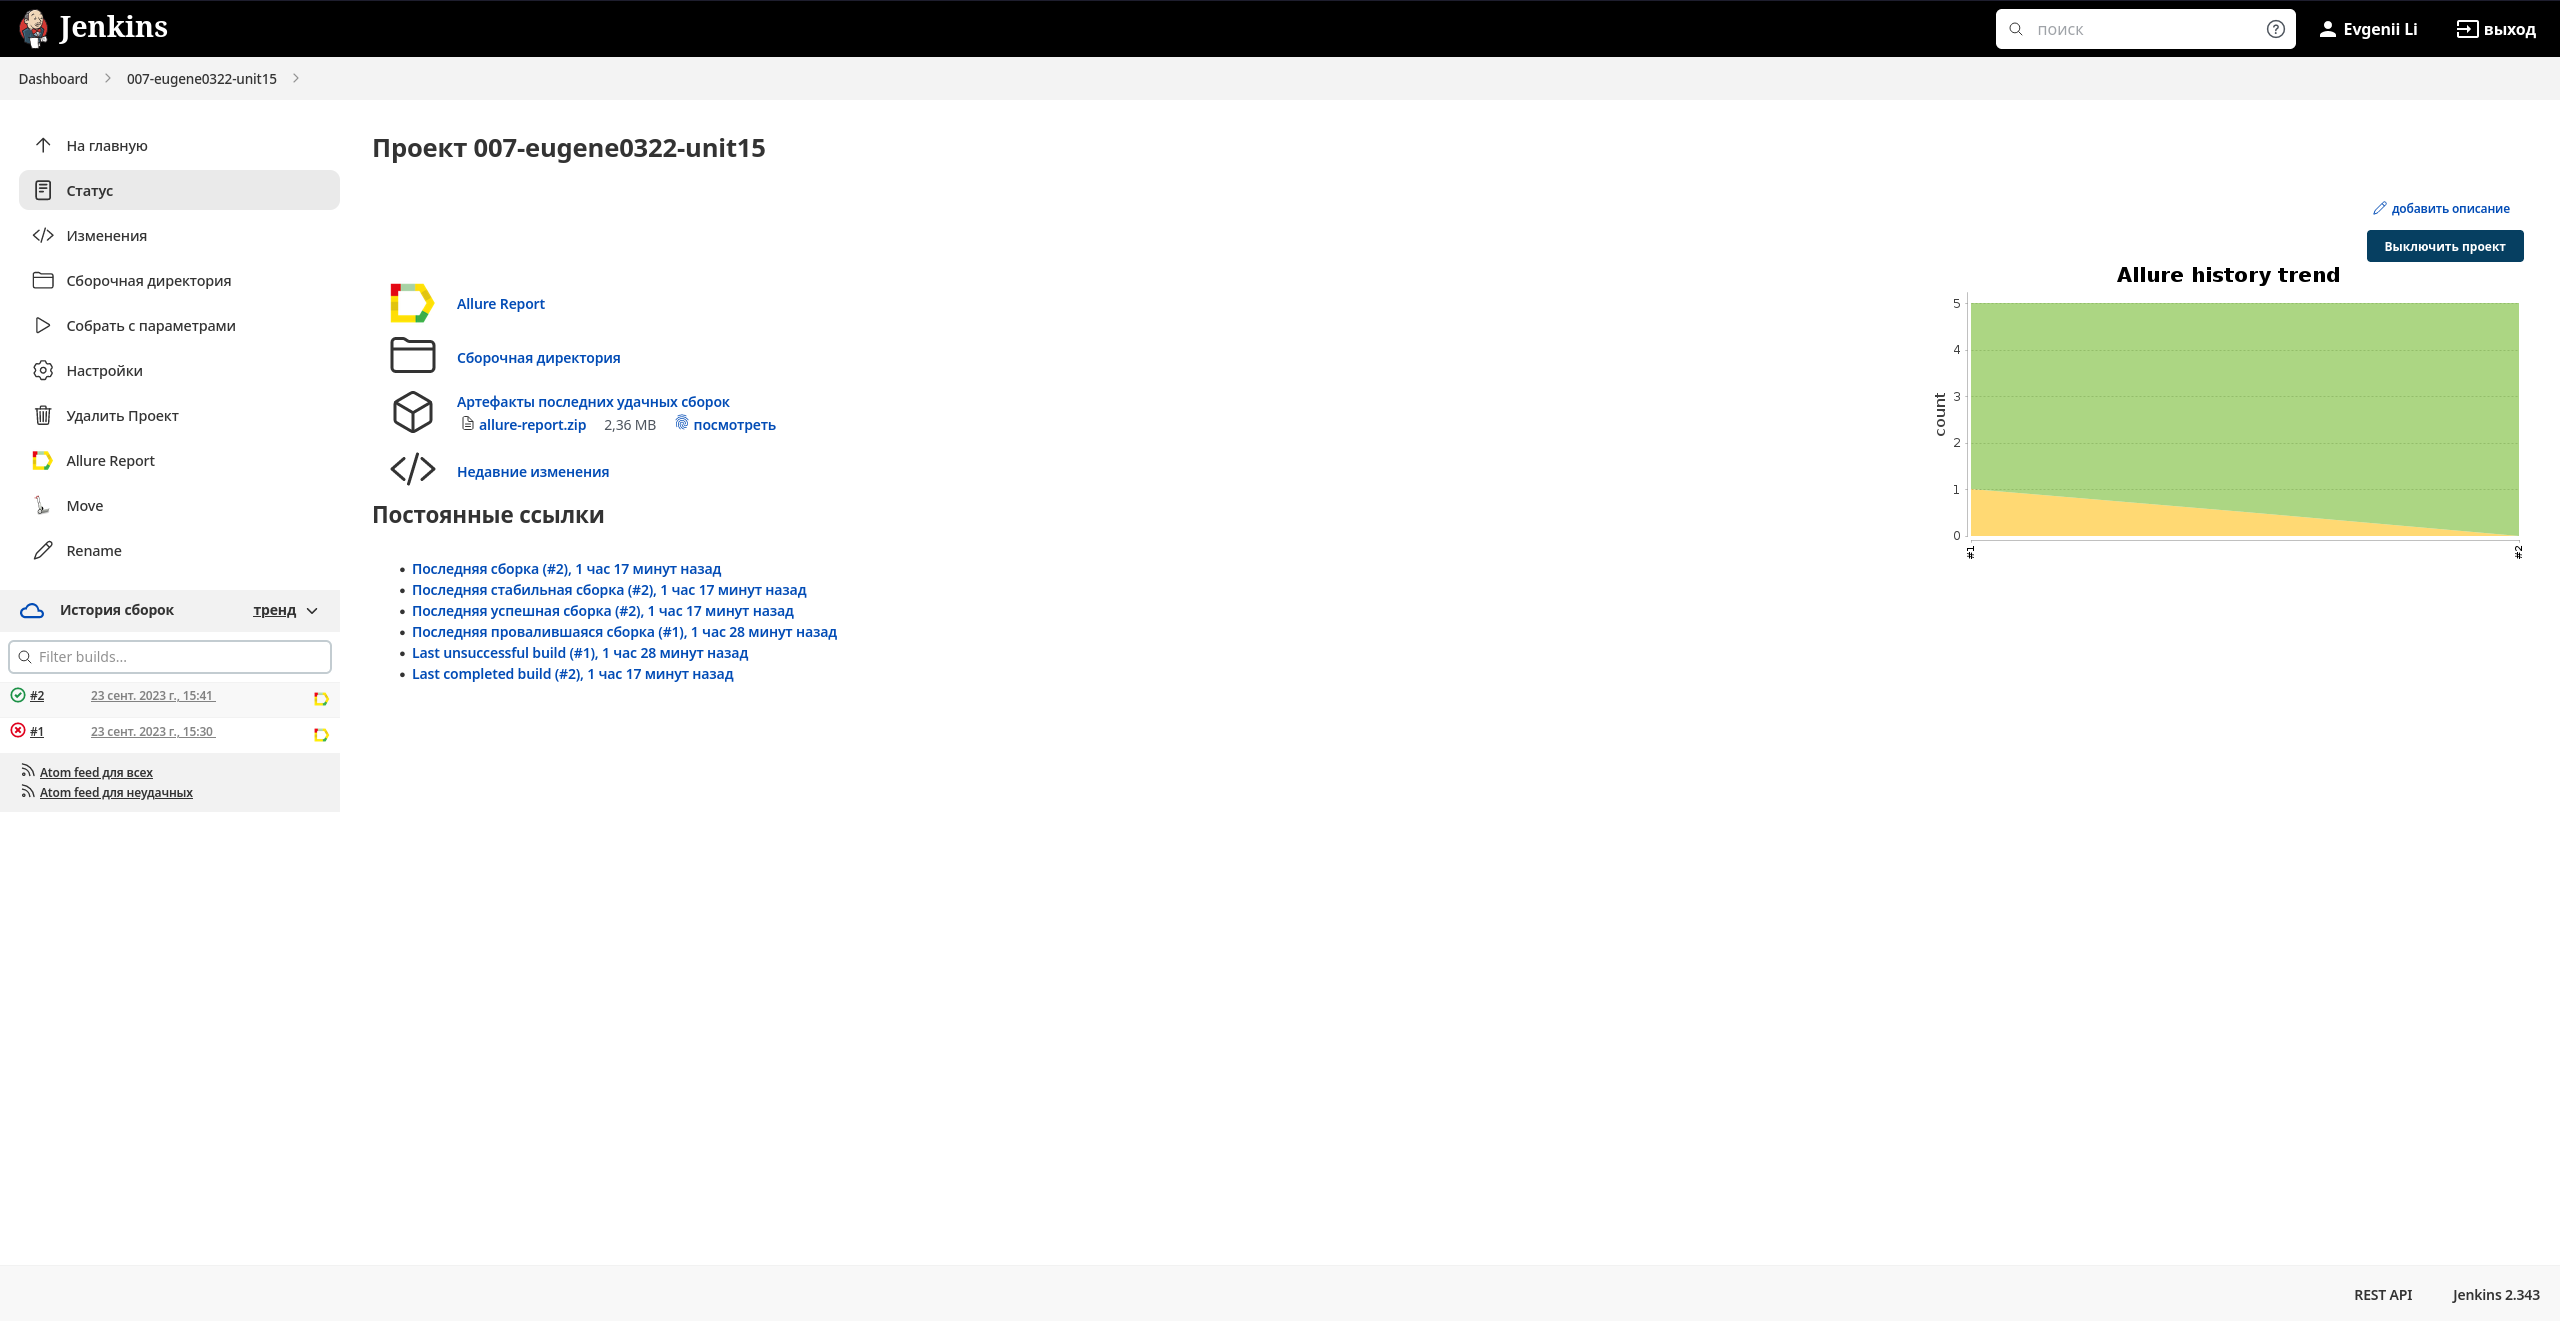 Jenkins
поиск
Evgenii Li
выход
Dashboard
007-eugene0322-unit15
На главную
Статус
Изменения
Сборочная директория
Собрать с параметрами
Настройки
Удалить Проект
Allure Report
Move
Rename
История сборок
тренд
Filter builds...
#2 23 сент. 2023 г., 15:41
#1 23 сент. 2023 г., 15:30
Atom feed для всех
Atom feed для неудачных
Проект 007-eugene0322-unit15
добавить описание
Выключить проект
Allure Report
Сборочная директория
Артефакты последних удачных сборок
allure-report.zip 2,36 MB посмотреть
Недавние изменения
Постоянные ссылки
Последняя сборка (#2), 1 час 17 минут назад
Последняя стабильная сборка (#2), 1 час 17 минут назад
Последняя успешная сборка (#2), 1 час 17 минут назад
Последняя провалившаяся сборка (#1), 1 час 28 минут назад
Last unsuccessful build (#1), 1 час 28 минут назад
Last completed build (#2), 1 час 17 минут назад
Allure history trend
count
5
4
3
2
1
0
#1
#2
REST API
Jenkins 2.343